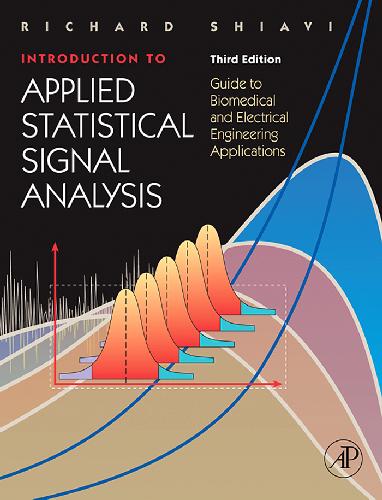 RICHARD SHIAVI
INTRODUCTION TO
APPLIED
STATISTICAL
SIGNAL
ANALYSIS
Third Edition
Guide to
Biomedical
and Electrical
Engineering
Applications
AP